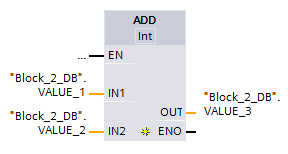 ADD
Int
... EN
"Block_2_DB".
VALUE_1 IN1
"Block_2_DB".
VALUE_2 IN2
OUT "Block_2_DB".
VALUE_3
ENO